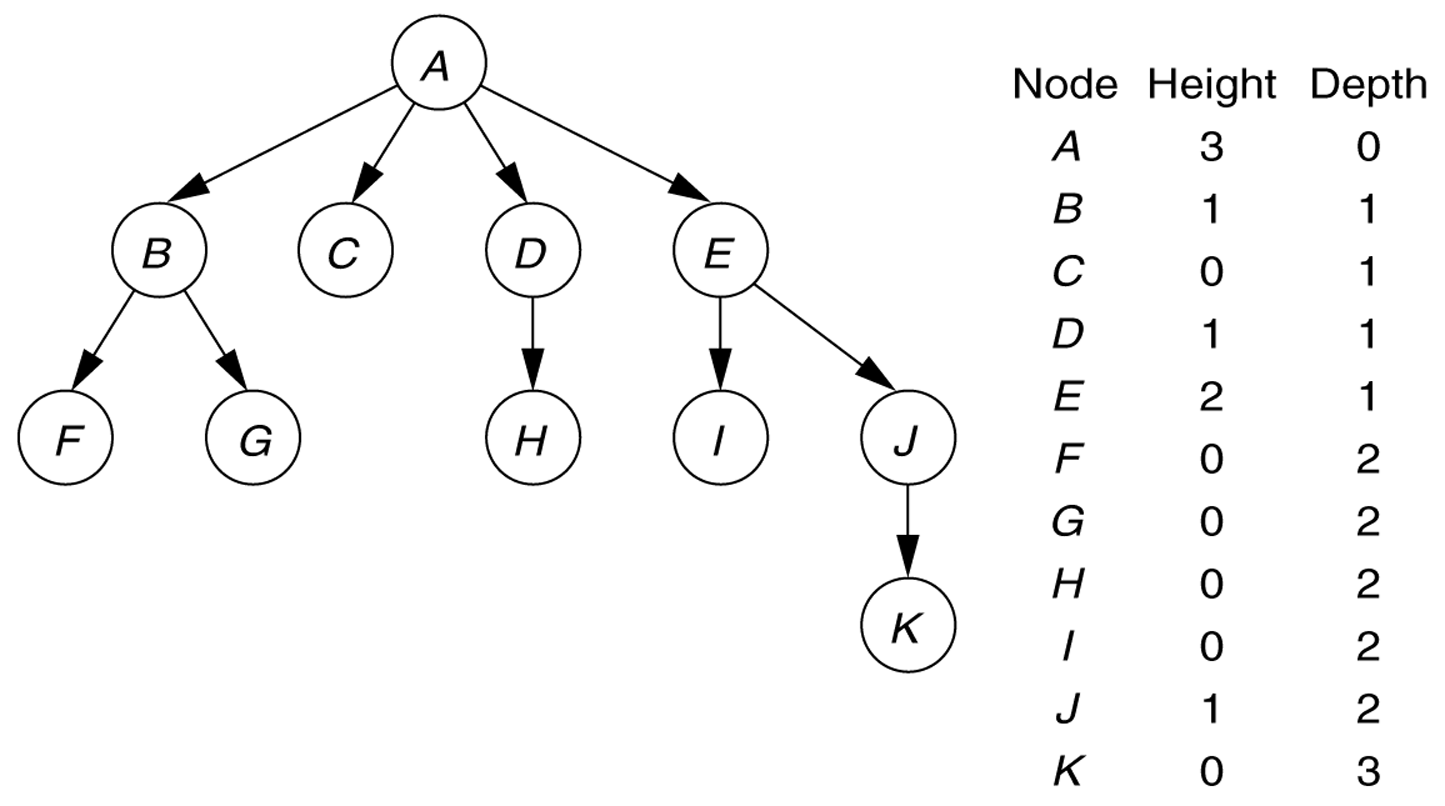 A
B C D E
F G H I J
K
Node Height Depth
A 3 0
B 1 1
C 0 1
D 1 1
E 2 1
F 0 2
G 0 2
H 0 2
I 0 2
J 1 2
K 0 3